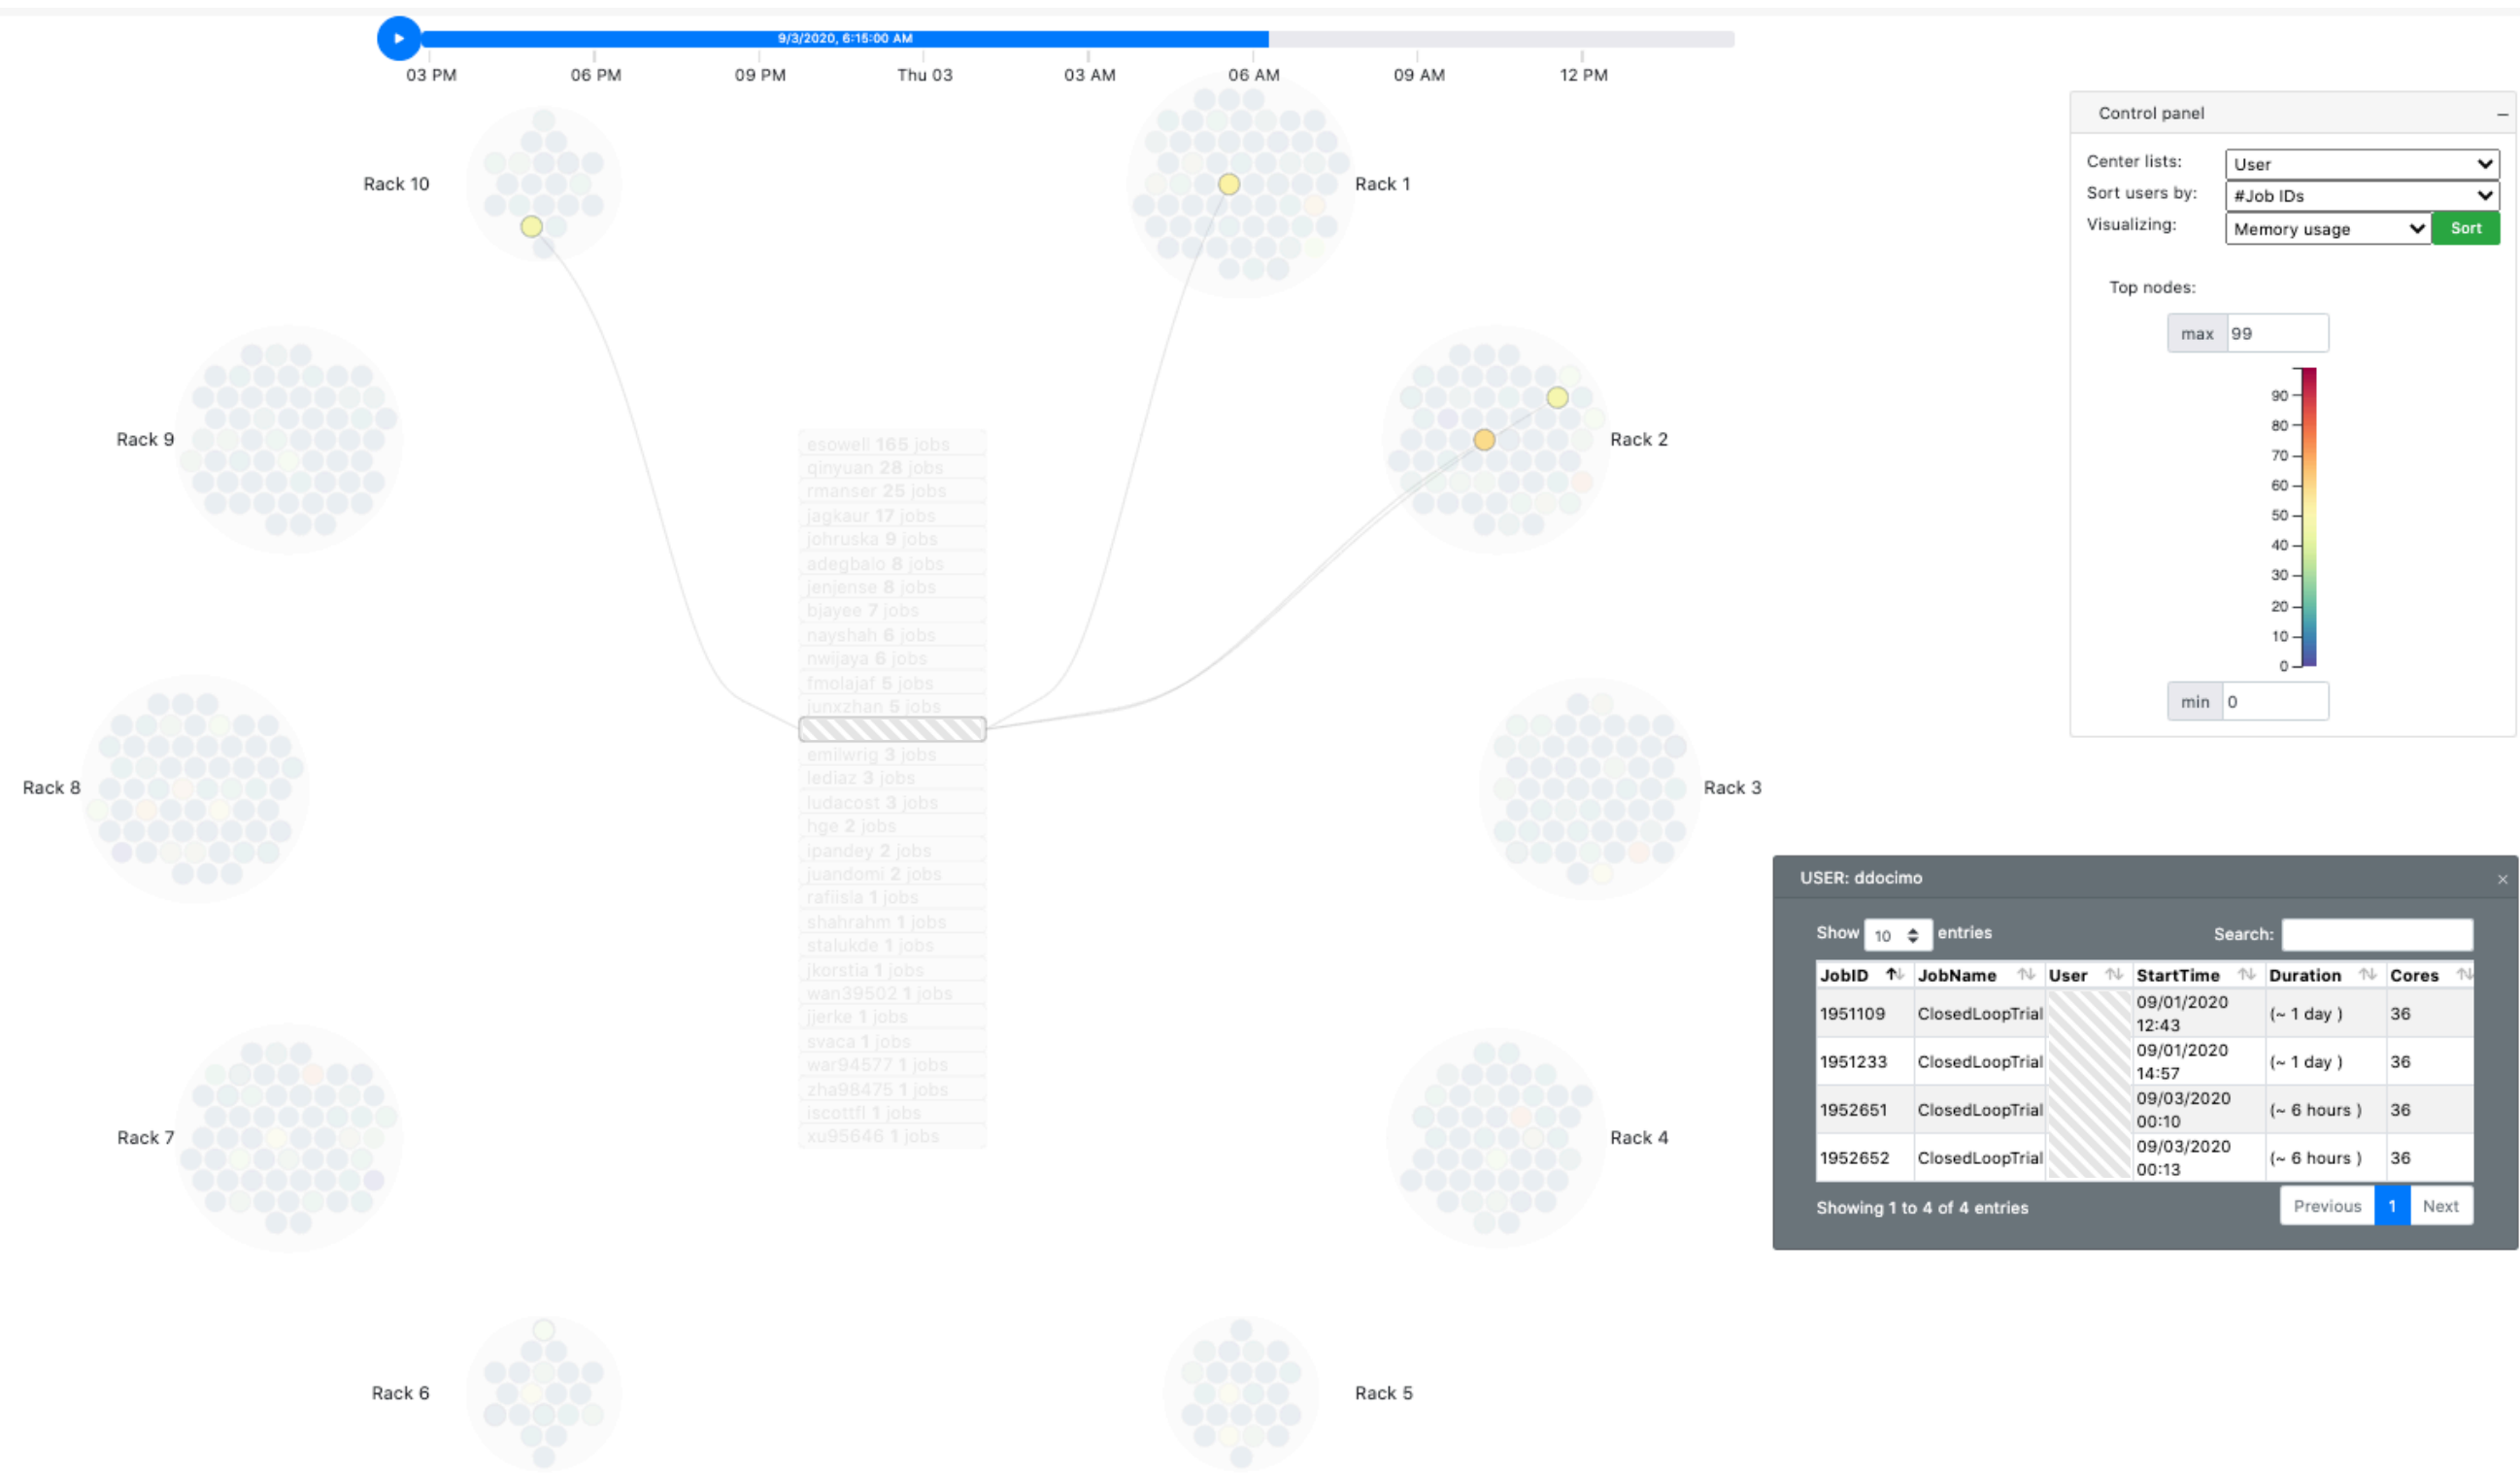 9/3/2020, 6:15:00 AM
03 PM 06 PM 09 PM Thu 03 03 AM 06 AM 09 AM 12 PM
Control panel
Center lists: User
Sort users by: #Job IDs
Visualizing: Memory usage Sort
Top nodes:
max 99
90
80
70
60
50
40
30
20
10
0
min 0
Rack 10
Rack 1
Rack 9
Rack 2
Rack 8
Rack 3
Rack 7
Rack 4
Rack 6
Rack 5
esowell 165 jobs
qinyuan 28 jobs
rmanser 25 jobs
jagkaur 17 jobs
johruska 9 jobs
adegbalo 8 jobs
jenjense 8 jobs
bjayee 7 jobs
nayshah 6 jobs
nwijaya 6 jobs
fmolajaf 5 jobs
junxzhan 5 jobs
emilwrig 3 jobs
lediaz 3 jobs
ludacost 3 jobs
hge 2 jobs
ipandey 2 jobs
juandomi 2 jobs
rafiisia 1 jobs
shahrahm 1 jobs
stalukde 1 jobs
jkorstia 1 jobs
wan39502 1 jobs
jjerke 1 jobs
svaca 1 jobs
war94577 1 jobs
zha98475 1 jobs
iscottfl 1 jobs
xu95646 1 jobs
USER: ddocimo
Show 10 entries Search:
JobID JobName User StartTime Duration Cores
1951109 ClosedLoopTrial 09/01/2020 12:43 (~ 1 day ) 36
1951233 ClosedLoopTrial 09/01/2020 14:57 (~ 1 day ) 36
1952651 ClosedLoopTrial 09/03/2020 00:10 (~ 6 hours ) 36
1952652 ClosedLoopTrial 09/03/2020 00:13 (~ 6 hours ) 36
Showing 1 to 4 of 4 entries Previous 1 Next